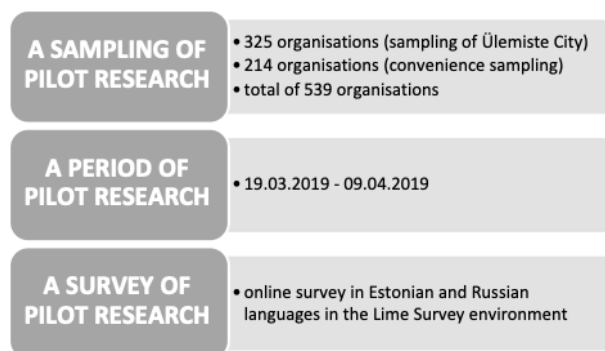 A SAMPLING OF
PILOT RESEARCH
• 325 organisations (sampling of Ülemiste City)
• 214 organisations (convenience sampling)
• total of 539 organisations
A PERIOD OF
PILOT RESEARCH
• 19.03.2019 - 09.04.2019
A SURVEY OF
PILOT RESEARCH
• online survey in Estonian and Russian
languages in the Lime Survey environment